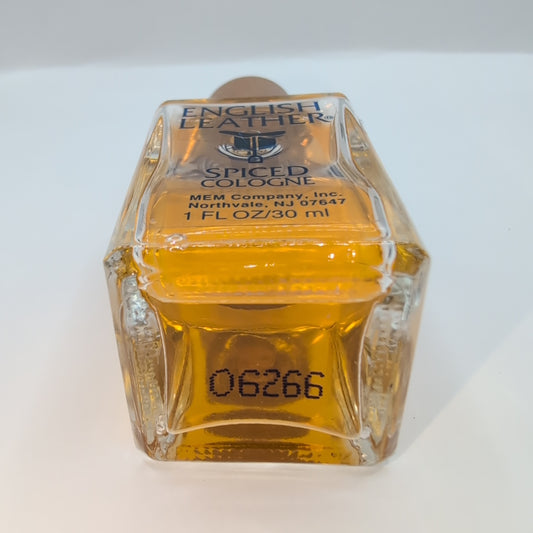 ENGLISH
LEATHER®
SPICED
COLOGNE
MEM Company, Inc.
Northvale, NJ 07647
1 FL OZ/30 ml
06266